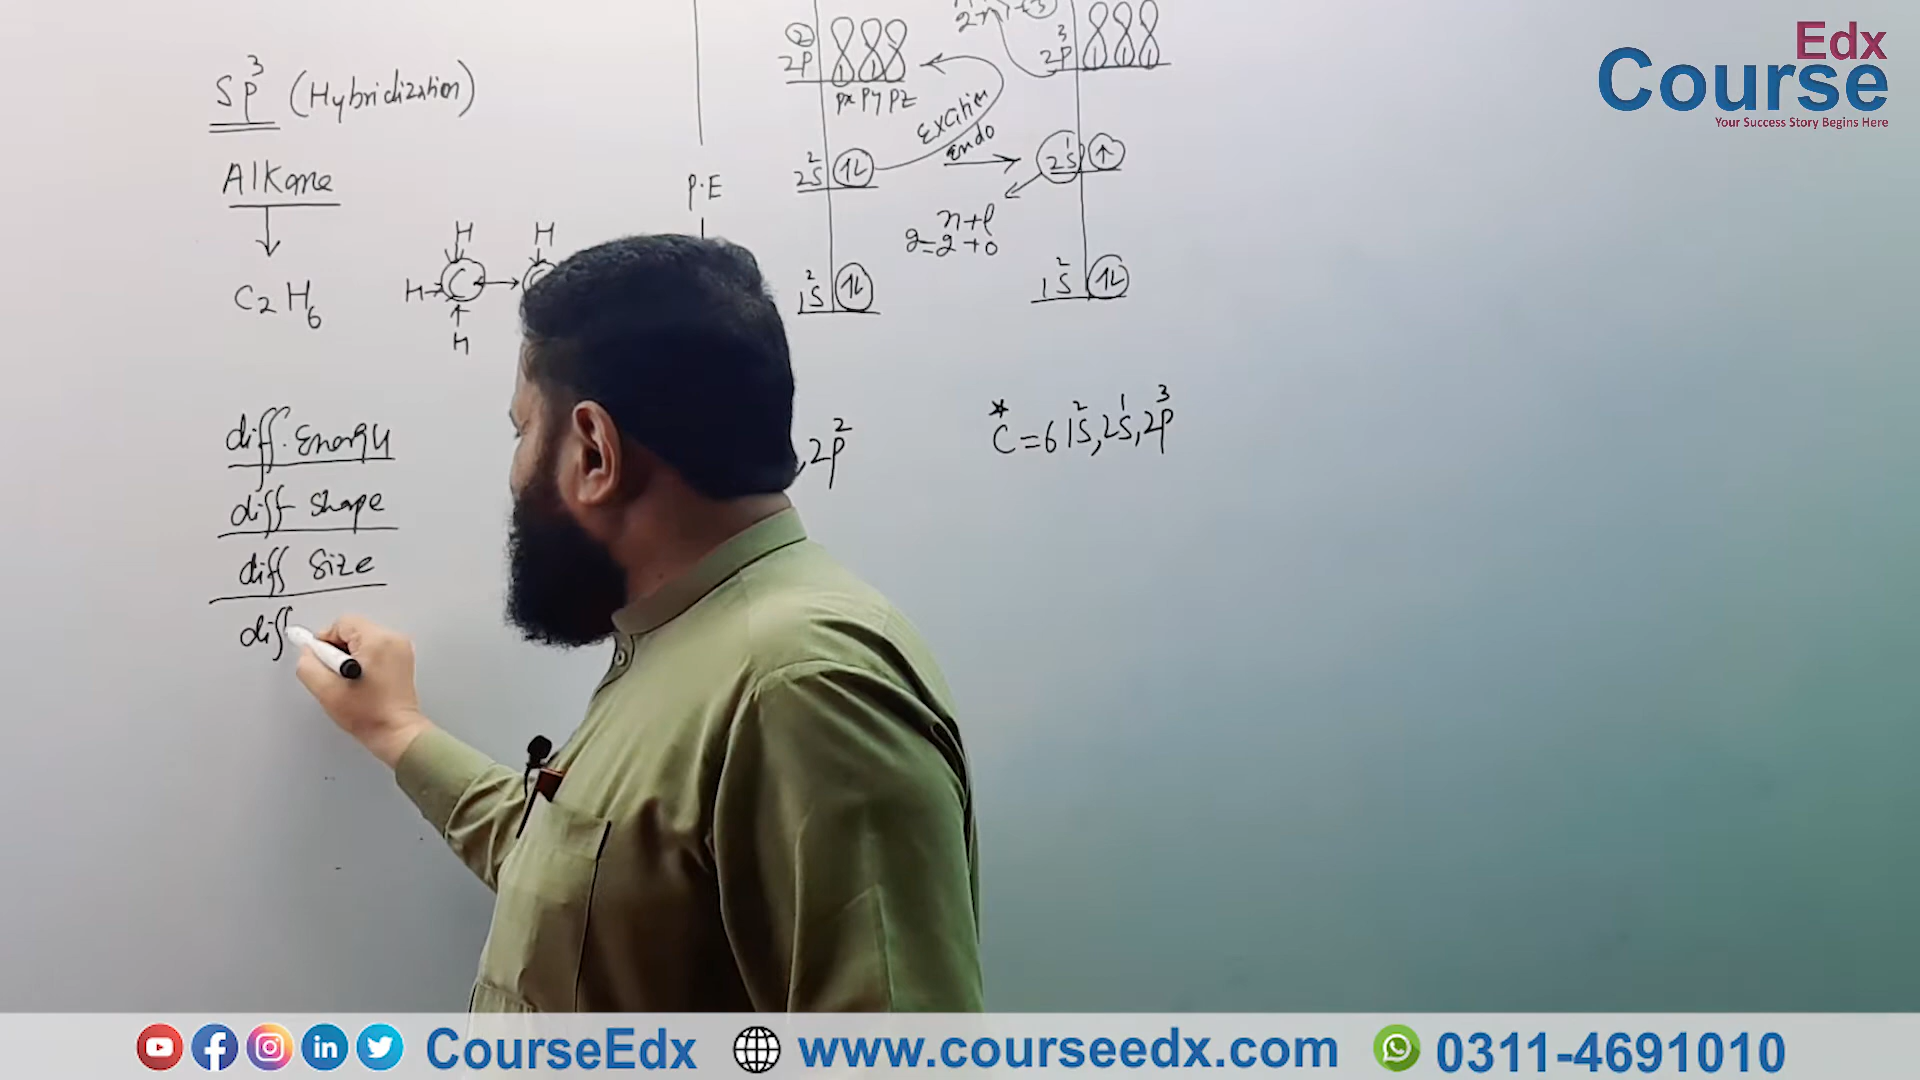 Sp³ (Hybridization)
Alkane
C2H6
H H
H C
H
diff. Energy
diff shape
diff size
diff
P.E
2p
px py pz
2s²
1s²
Excition
Endo
2p³
2s¹
n+l
2=2+0
1s²
,2p²
*
C=6 1s²,2s¹,2p³
Edx
Course
Your Success Story Begins Here
CourseEdx
www.courseedx.com
0311-4691010